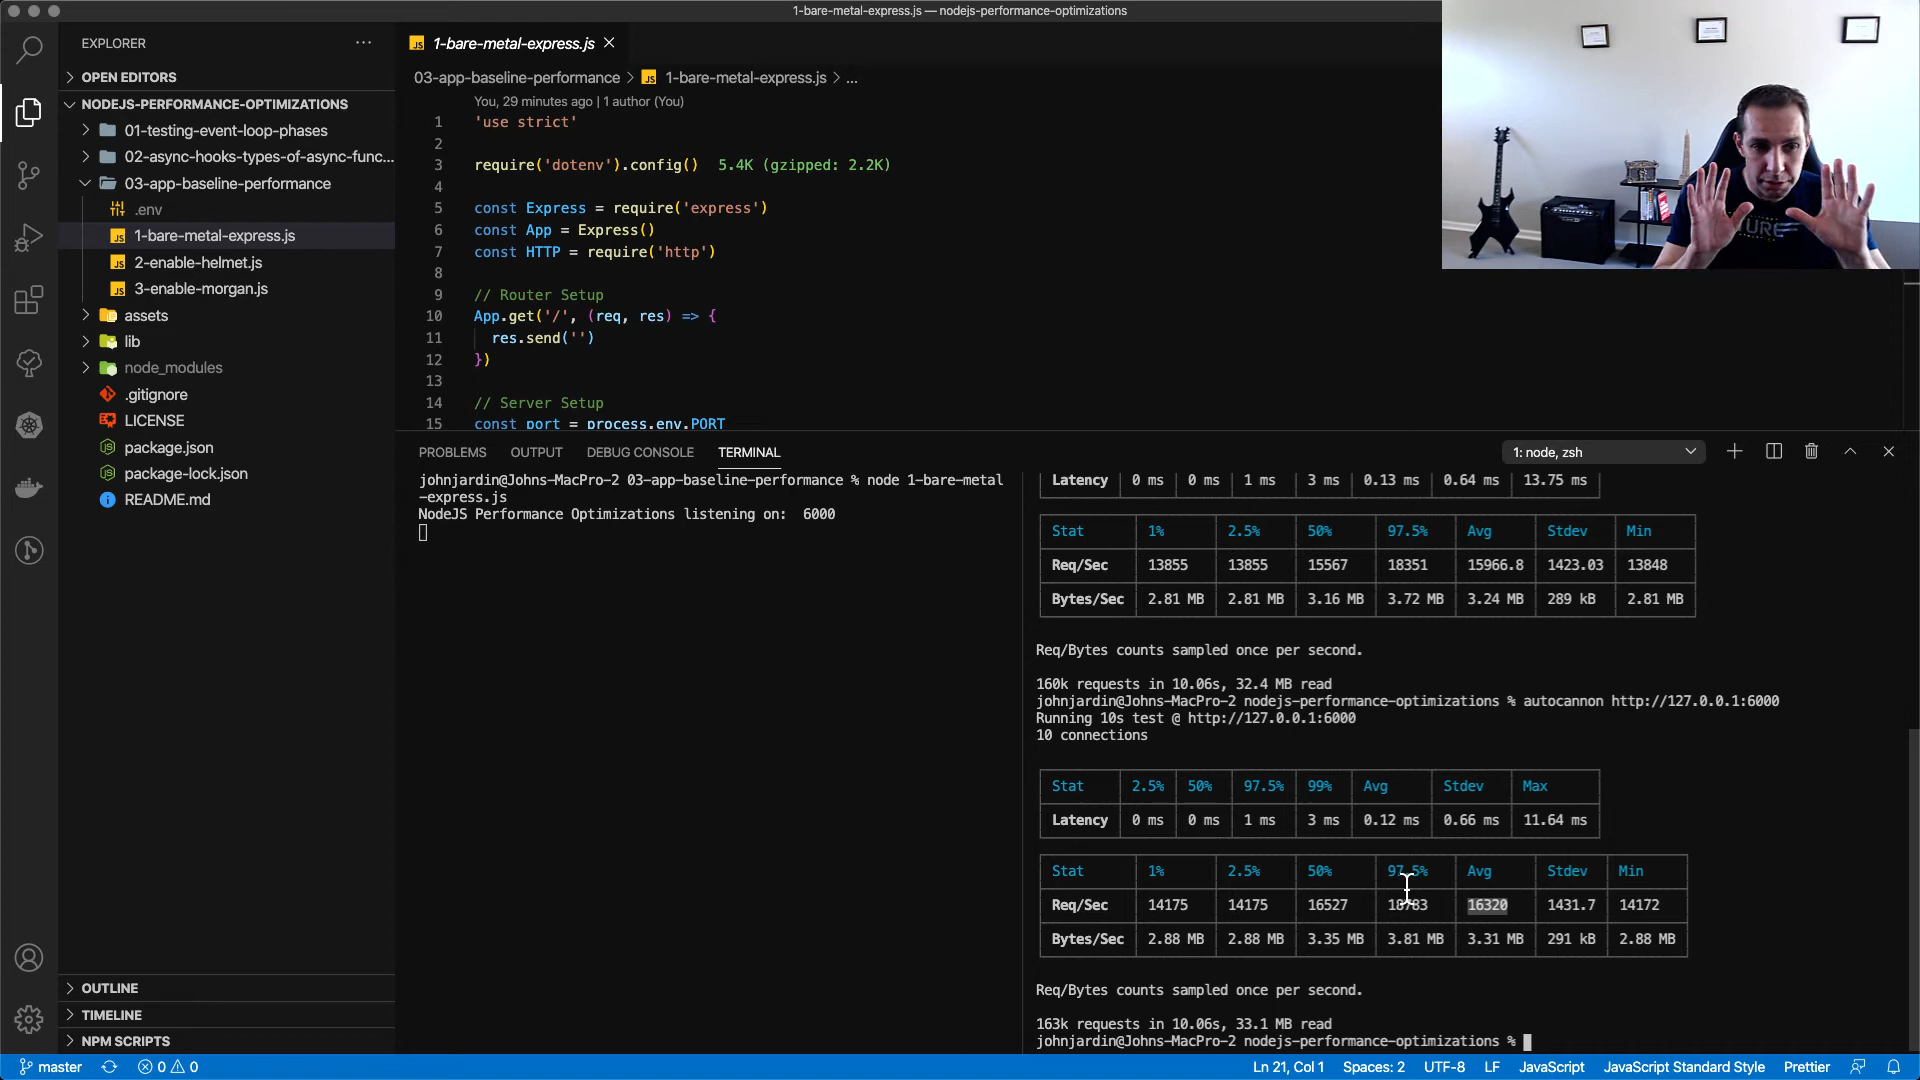 1-bare-metal-express.js — nodejs-performance-optimizations
EXPLORER
OPEN EDITORS
NODEJS-PERFORMANCE-OPTIMIZATIONS
01-testing-event-loop-phases
02-async-hooks-types-of-async-func...
03-app-baseline-performance
.env
1-bare-metal-express.js
2-enable-helmet.js
3-enable-morgan.js
assets
lib
node_modules
.gitignore
LICENSE
package.json
package-lock.json
README.md
OUTLINE
TIMELINE
NPM SCRIPTS
JS 1-bare-metal-express.js
03-app-baseline-performance > JS 1-bare-metal-express.js > ...
You, 29 minutes ago | 1 author (You)
1 'use strict'
2
3 require('dotenv').config() 5.4K (gzipped: 2.2K)
4
5 const Express = require('express')
6 const App = Express()
7 const HTTP = require('http')
8
9 // Router Setup
10 App.get('/', (req, res) => {
11 res.send('')
12 })
13
14 // Server Setup
15 const port = process.env.PORT
PROBLEMS OUTPUT DEBUG CONSOLE TERMINAL
1: node, zsh
johnjardin@Johns-MacPro-2 03-app-baseline-performance % node 1-bare-metal
-express.js
NodeJS Performance Optimizations listening on: 6000
Latency 0 ms 0 ms 1 ms 3 ms 0.13 ms 0.64 ms 13.75 ms
Stat 1% 2.5% 50% 97.5% Avg Stdev Min
Req/Sec 13855 13855 15567 18351 15966.8 1423.03 13848
Bytes/Sec 2.81 MB 2.81 MB 3.16 MB 3.72 MB 3.24 MB 289 kB 2.81 MB
Req/Bytes counts sampled once per second.
160k requests in 10.06s, 32.4 MB read
johnjardin@Johns-MacPro-2 nodejs-performance-optimizations % autocannon http://127.0.0.1:6000
Running 10s test @ http://127.0.0.1:6000
10 connections
Stat 2.5% 50% 97.5% 99% Avg Stdev Max
Latency 0 ms 0 ms 1 ms 3 ms 0.12 ms 0.66 ms 11.64 ms
Stat 1% 2.5% 50% 97.5% Avg Stdev Min
Req/Sec 14175 14175 16527 18783 16320 1431.7 14172
Bytes/Sec 2.88 MB 2.88 MB 3.35 MB 3.81 MB 3.31 MB 291 kB 2.88 MB
Req/Bytes counts sampled once per second.
163k requests in 10.06s, 33.1 MB read
johnjardin@Johns-MacPro-2 nodejs-performance-optimizations %
master 0 0
Ln 21, Col 1 Spaces: 2 UTF-8 LF JavaScript JavaScript Standard Style Prettier